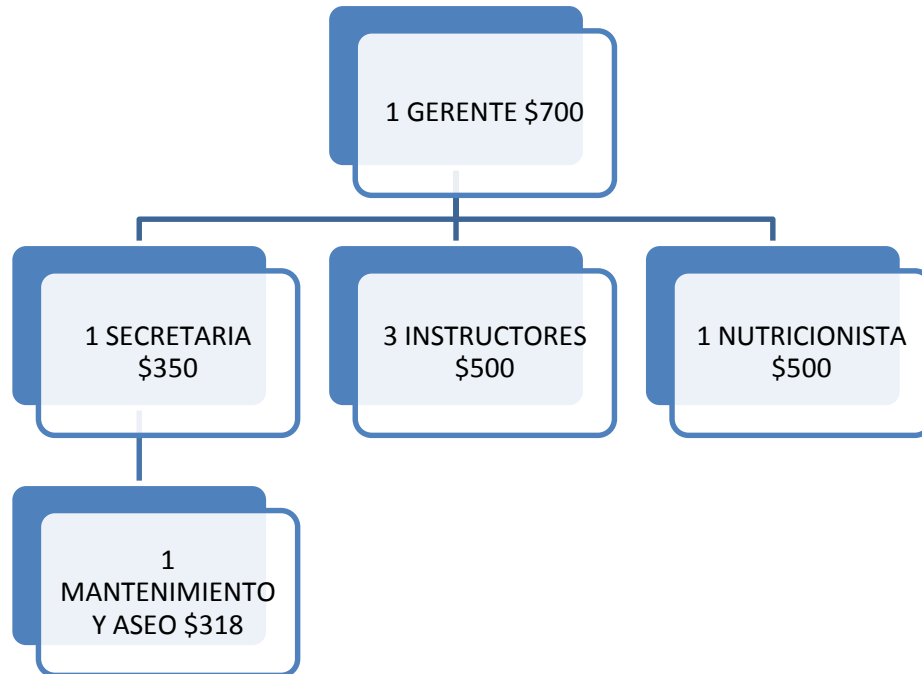 1 GERENTE $700
1 SECRETARIA
$350
3 INSTRUCTORES
$500
1 NUTRICIONISTA
$500
1
MANTENIMIENTO
Y ASEO $318